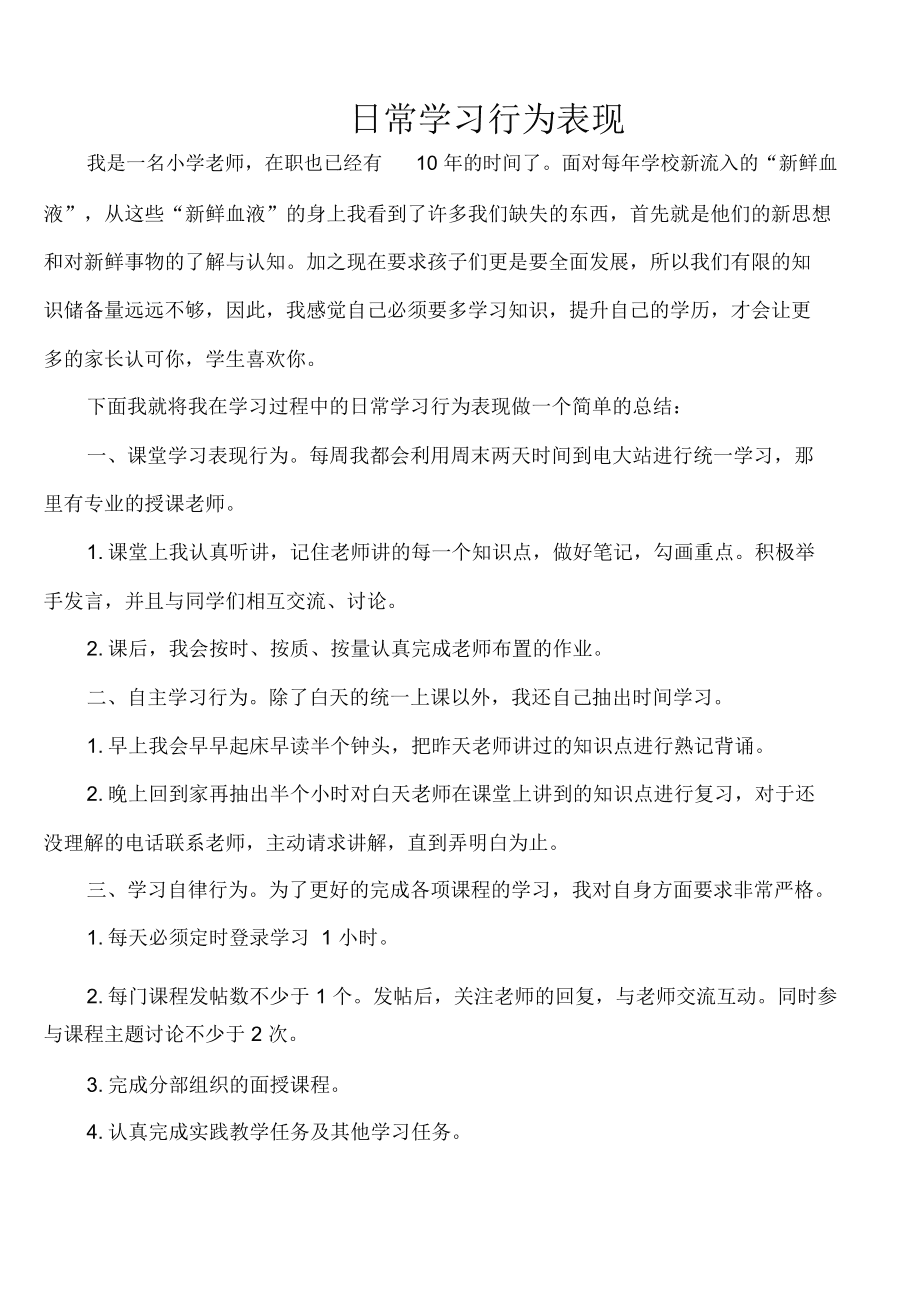 日常学习行为表现
我是一名小学老师，在职也已经有 10 年的时间了。面对每年学校新流入的“新鲜血
液”，从这些“新鲜血液”的身上我看到了许多我们缺失的东西，首先就是他们的新思想
和对新鲜事物的了解与认知。加之现在要求孩子们更是要全面发展，所以我们有限的知
识储备量远远不够，因此，我感觉自己必须要多学习知识，提升自己的学历，才会让更
多的家长认可你，学生喜欢你。
下面我就将我在学习过程中的日常学习行为表现做一个简单的总结：
一、课堂学习表现行为。每周我都会利用周末两天时间到电大站进行统一学习，那
里有专业的授课老师。
1. 课堂上我认真听讲，记住老师讲的每一个知识点，做好笔记，勾画重点。积极举
手发言，并且与同学们相互交流、讨论。
2. 课后，我会按时、按质、按量认真完成老师布置的作业。
二、自主学习行为。除了白天的统一上课以外，我还自己抽出时间学习。
1. 早上我会早早起床早读半个钟头，把昨天老师讲过的知识点进行熟记背诵。
2. 晚上回到家再抽出半个小时对白天老师在课堂上讲到的知识点进行复习，对于还
没理解的电话联系老师，主动请求讲解，直到弄明白为止。
三、学习自律行为。为了更好的完成各项课程的学习，我对自身方面要求非常严格。
1. 每天必须定时登录学习 1 小时。
2. 每门课程发帖数不少于 1 个。发帖后，关注老师的回复，与老师交流互动。同时参
与课程主题讨论不少于 2 次。
3. 完成分部组织的面授课程。
4. 认真完成实践教学任务及其他学习任务。